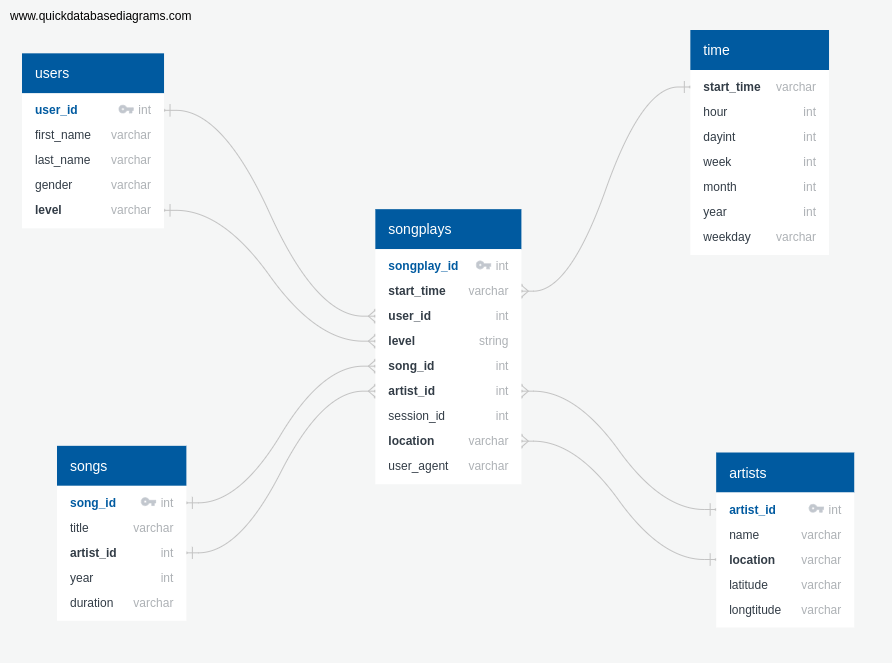 www.quickdatabasediagrams.com
users
user_id int
first_name varchar
last_name varchar
gender varchar
level varchar
time
start_time varchar
hour int
dayint int
week int
month int
year int
weekday varchar
songplays
songplay_id int
start_time varchar
user_id int
level string
song_id int
artist_id int
session_id int
location varchar
user_agent varchar
songs
song_id int
title varchar
artist_id int
year int
duration varchar
artists
artist_id int
name varchar
location varchar
latitude varchar
longtitude varchar